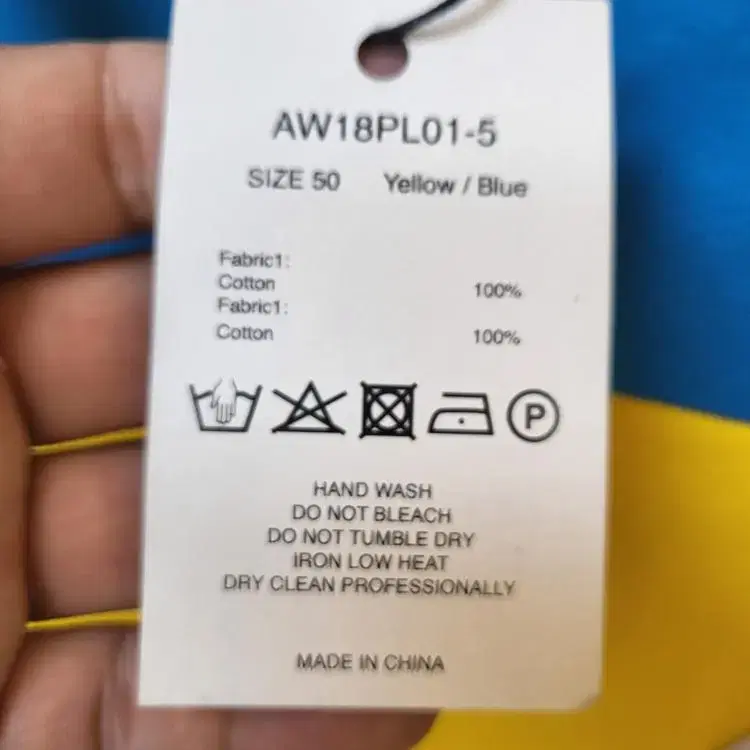 AW18PL01-5
SIZE 50 Yellow / Blue
Fabric1:
Cotton 100%
Fabric1:
Cotton 100%
P
HAND WASH
DO NOT BLEACH
DO NOT TUMBLE DRY
IRON LOW HEAT
DRY CLEAN PROFESSIONALLY
MADE IN CHINA